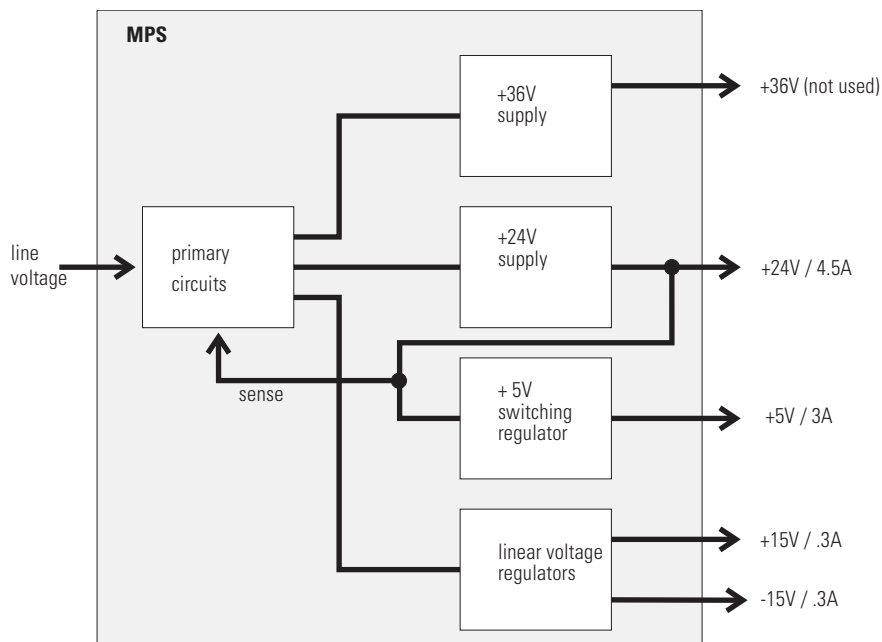 MPS
+36V
supply
+36V (not used)
line
voltage
primary
circuits
+24V
supply
+24V / 4.5A
sense
+ 5V
switching
regulator
+5V / 3A
linear voltage
regulators
+15V / .3A
-15V / .3A